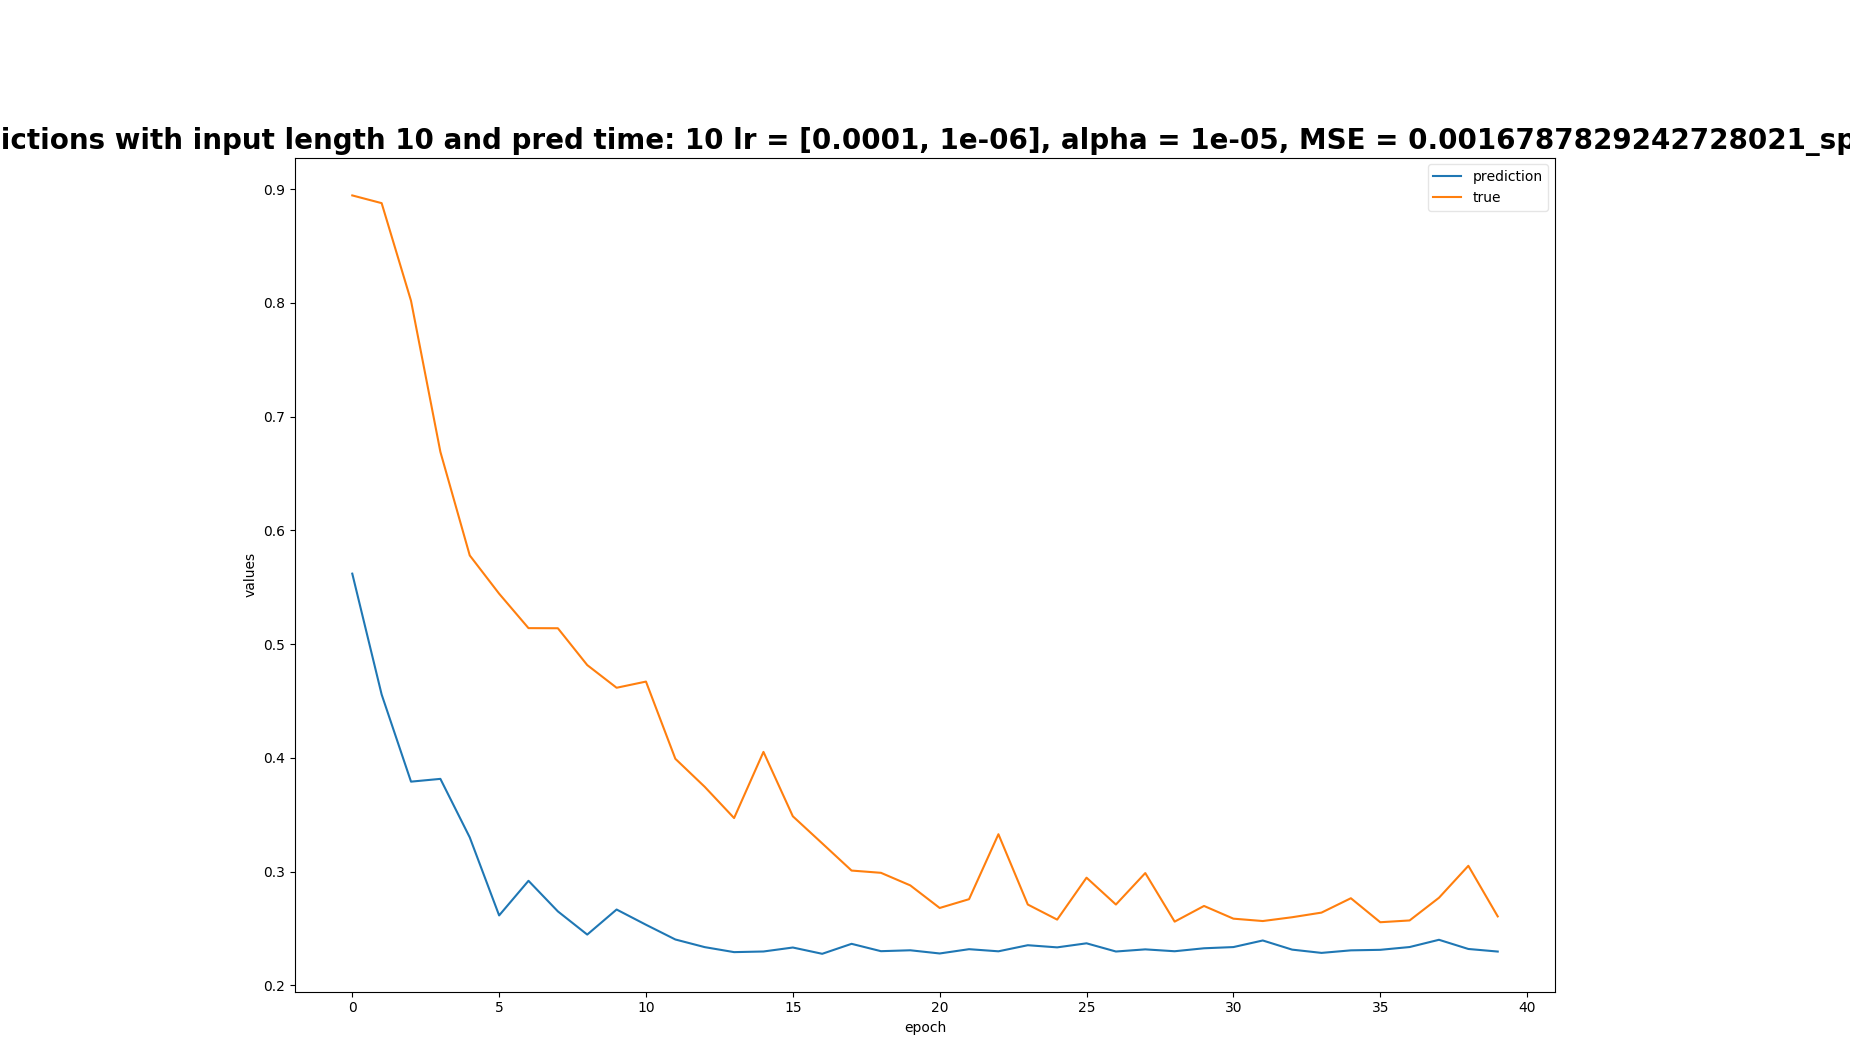 ictions with input length 10 and pred time: 10 lr = [0.0001, 1e-06], alpha = 1e-05, MSE = 0.0016787829242728021_sp
prediction
true
0.9
0.8
0.7
0.6
0.5
0.4
0.3
0.2
values
0 5 10 15 20 25 30 35 40
epoch